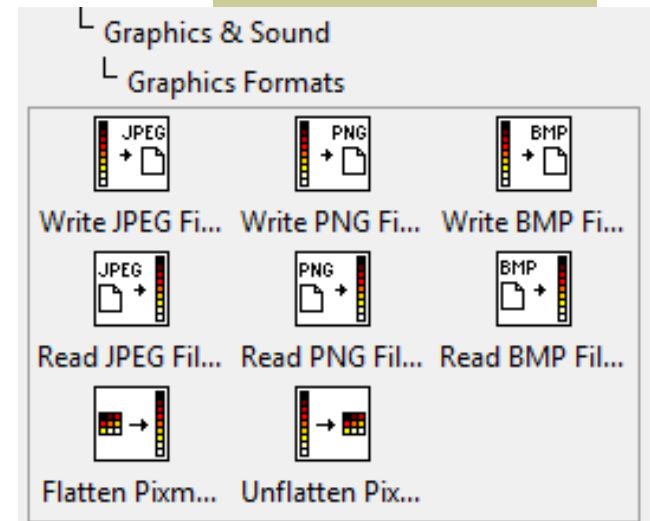 Graphics & Sound
Graphics Formats
JPEG PNG BMP
Write JPEG Fi... Write PNG Fi... Write BMP Fi...
JPEG PNG BMP
Read JPEG Fil... Read PNG Fil... Read BMP Fil...
Flatten Pixm... Unflatten Pix...